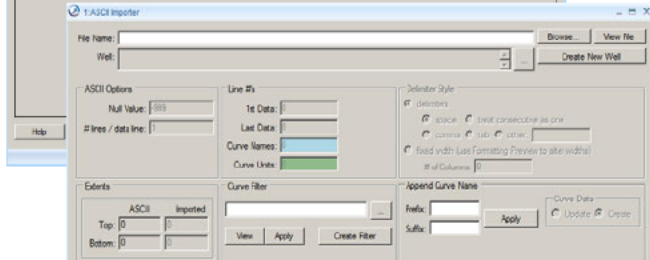 1:ASCII Importer
File Name: Browse... View file
Well: ... Create New Well
ASCII Options Line #'s Delimiter Style
Null Value: -999 1st Data: 0 delimiters
# lines / data line: 1 Last Data: 0 space treat consecutive as one
Help Curve Names: 0 comma tab other:
Curve Units: fixed width (use Formatting Preview to alter widths)
# of Columns: 0
Extents Curve Filter Append Curve Name
ASCII Imported ... Prefix: Curve Data
Top: 0 0 Suffix: Apply Update Create
Bottom: 0 0 View Apply Create Filter